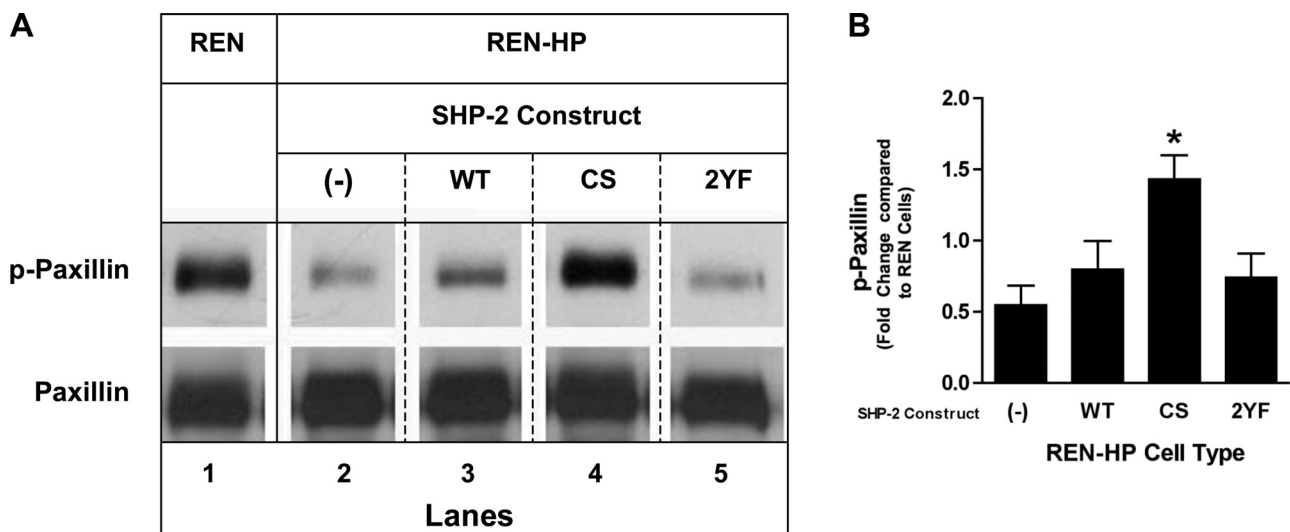 A
REN
REN-HP
SHP-2 Construct
(-)
WT
CS
2YF
p-Paxillin
Paxillin
1
2
3
4
5
Lanes
B
p-Paxillin
(Fold Change compared
to REN Cells)
2.0
1.5
1.0
0.5
0.0
*
SHP-2 Construct
(-)
WT
CS
2YF
REN-HP Cell Type